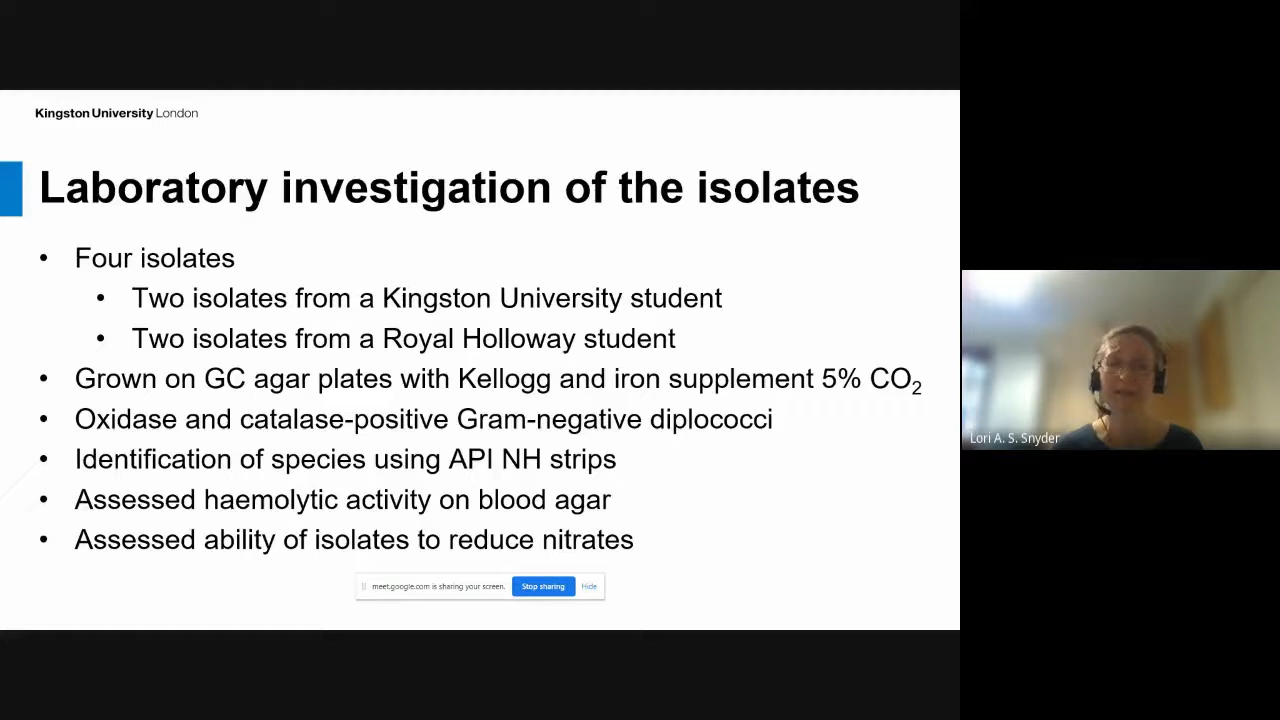 Kingston University London
Laboratory investigation of the isolates
• Four isolates
• Two isolates from a Kingston University student
• Two isolates from a Royal Holloway student
• Grown on GC agar plates with Kellogg and iron supplement 5% CO₂
• Oxidase and catalase-positive Gram-negative diplococci
• Identification of species using API NH strips
• Assessed haemolytic activity on blood agar
• Assessed ability of isolates to reduce nitrates
meet.google.com is sharing your screen. Stop sharing Hide
Lori A. S. Snyder